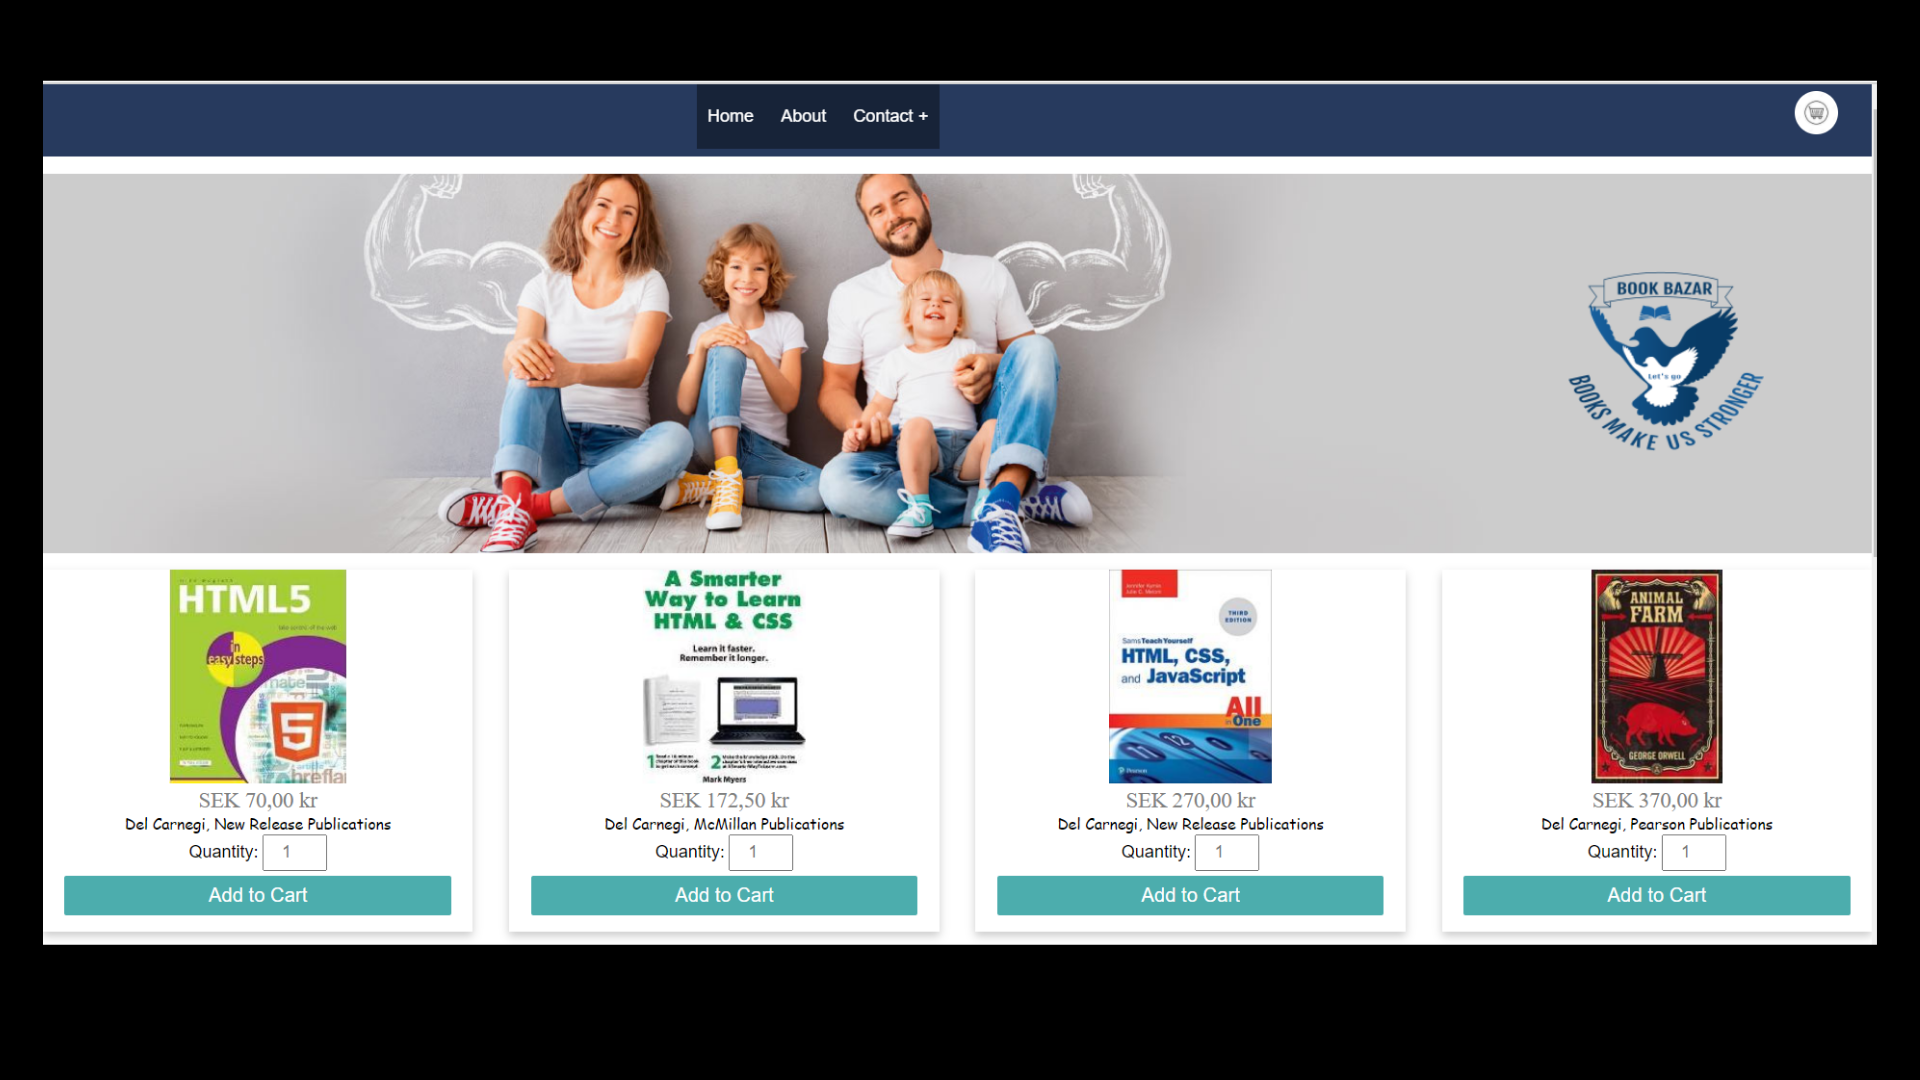 Home About Contact +
BOOK BAZAR
Let's go
BOOKS MAKE US STRONGER
HTML5
in
easy steps
5
SEK 70,00 kr
Del Carnegi, New Release Publications
Quantity: 1
Add to Cart
A Smarter
Way to Learn
HTML & CSS
Learn it faster.
Remember it longer.
1
2
Mark Myers
SEK 172,50 kr
Del Carnegi, McMillan Publications
Quantity: 1
Add to Cart
THIRD
EDITION
Sams Teach Yourself
HTML, CSS,
and JavaScript
All
in One
Pearson
SEK 270,00 kr
Del Carnegi, New Release Publications
Quantity: 1
Add to Cart
ANIMAL
FARM
GEORGE ORWELL
SEK 370,00 kr
Del Carnegi, Pearson Publications
Quantity: 1
Add to Cart